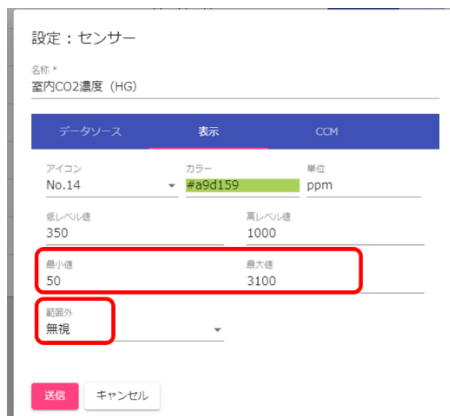 設定：センサー
名称 *
室内CO2濃度（HG）
データソース 表示 CCM
アイコン カラー 単位
No.14 #a9d159 ppm
低レベル値 高レベル値
350 1000
最小値 最大値
50 3100
範囲外
無視
送信 キャンセル